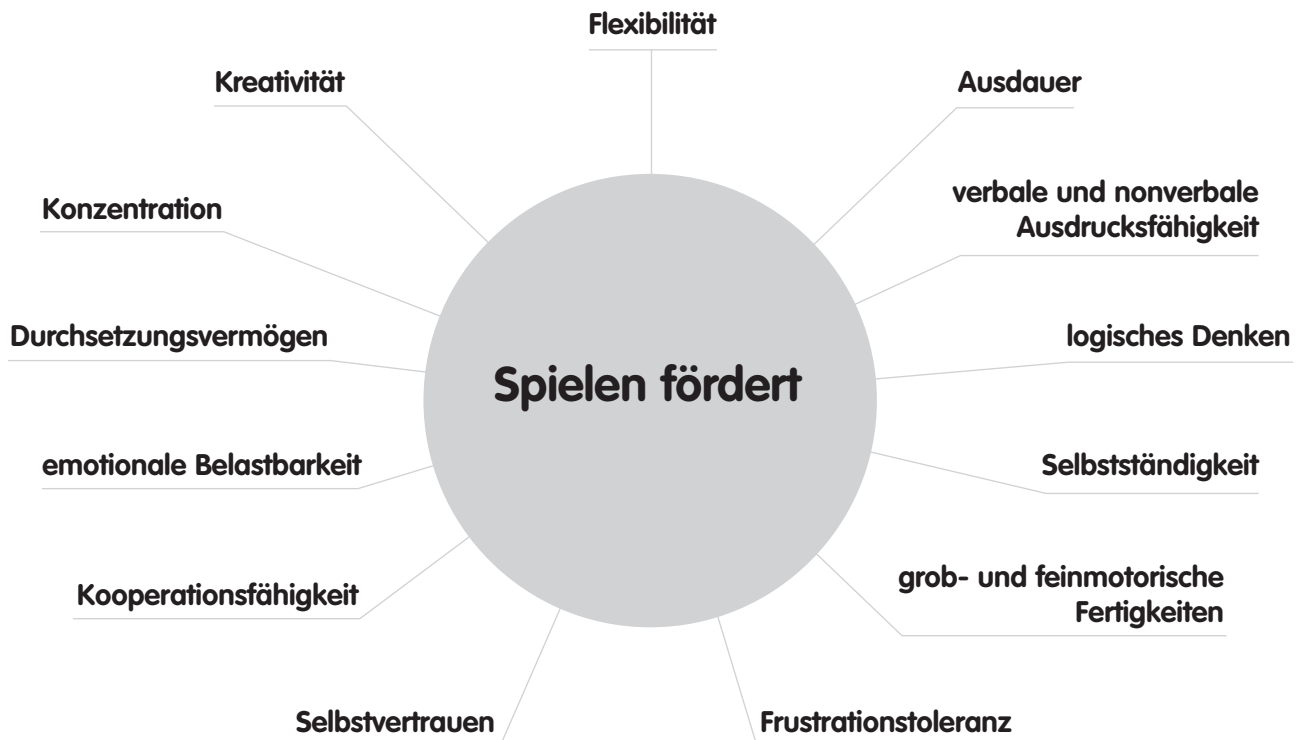 Flexibilität
Kreativität
Ausdauer
verbale und nonverbale
Ausdrucksfähigkeit
Konzentration
Durchsetzungsvermögen
logisches Denken
Spielen fördert
emotionale Belastbarkeit
Selbstständigkeit
grob- und feinmotorische
Fertigkeiten
Kooperationsfähigkeit
Selbstvertrauen
Frustrationstoleranz